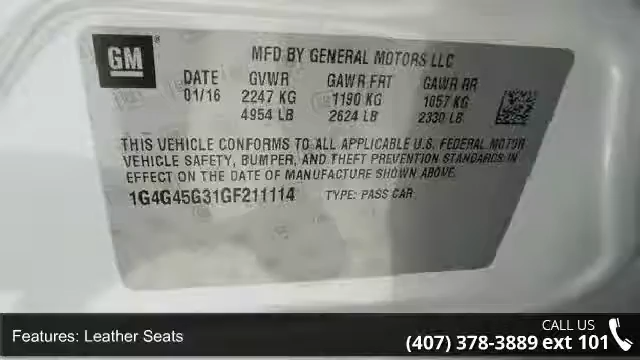 GM
MFD BY GENERAL MOTORS LLC
DATE GVWR GAWR FRT GAWR RR
01/16 2247 KG 1190 KG 1057 KG
4954 LB 2624 LB 2330 LB
THIS VEHICLE CONFORMS TO ALL APPLICABLE U.S. FEDERAL MOTOR
VEHICLE SAFETY, BUMPER, AND THEFT PREVENTION STANDARDS IN
EFFECT ON THE DATE OF MANUFACTURE SHOWN ABOVE.
1G4G45G31GF211114 TYPE: PASS CAR
Features: Leather Seats
CALL US
(407) 378-3889 ext 101